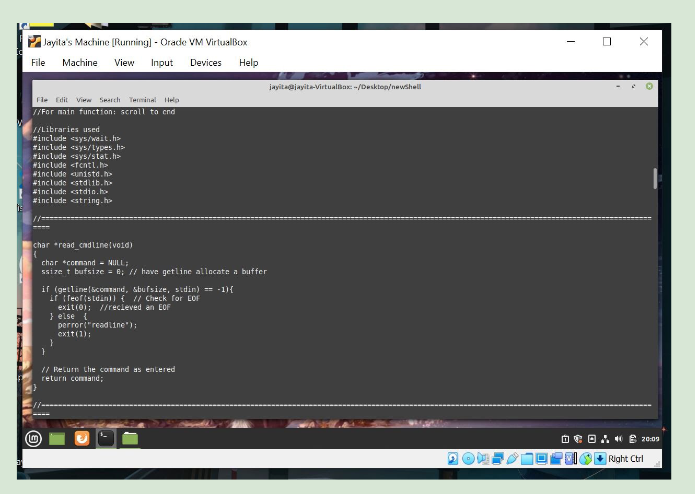 Jayita's Machine [Running] - Oracle VM VirtualBox
File Machine View Input Devices Help
jayita@jayita-VirtualBox: ~/Desktop/newShell
File Edit View Search Terminal Help
//For main function: scroll to end
//Libraries used
#include <sys/wait.h>
#include <sys/types.h>
#include <sys/stat.h>
#include <fcntl.h>
#include <unistd.h>
#include <stdlib.h>
#include <stdio.h>
#include <string.h>
char *read_cmdline(void)
{
char *command = NULL;
ssize_t bufsize = 0; // have getline allocate a buffer
if (getline(&command, &bufsize, stdin) == -1){
if (feof(stdin)) { // Check for EOF
exit(0); //recieved an EOF
} else {
perror("readline");
exit(1);
}
}
// Return the command as entered
return command;
}
20:09
Right Ctrl